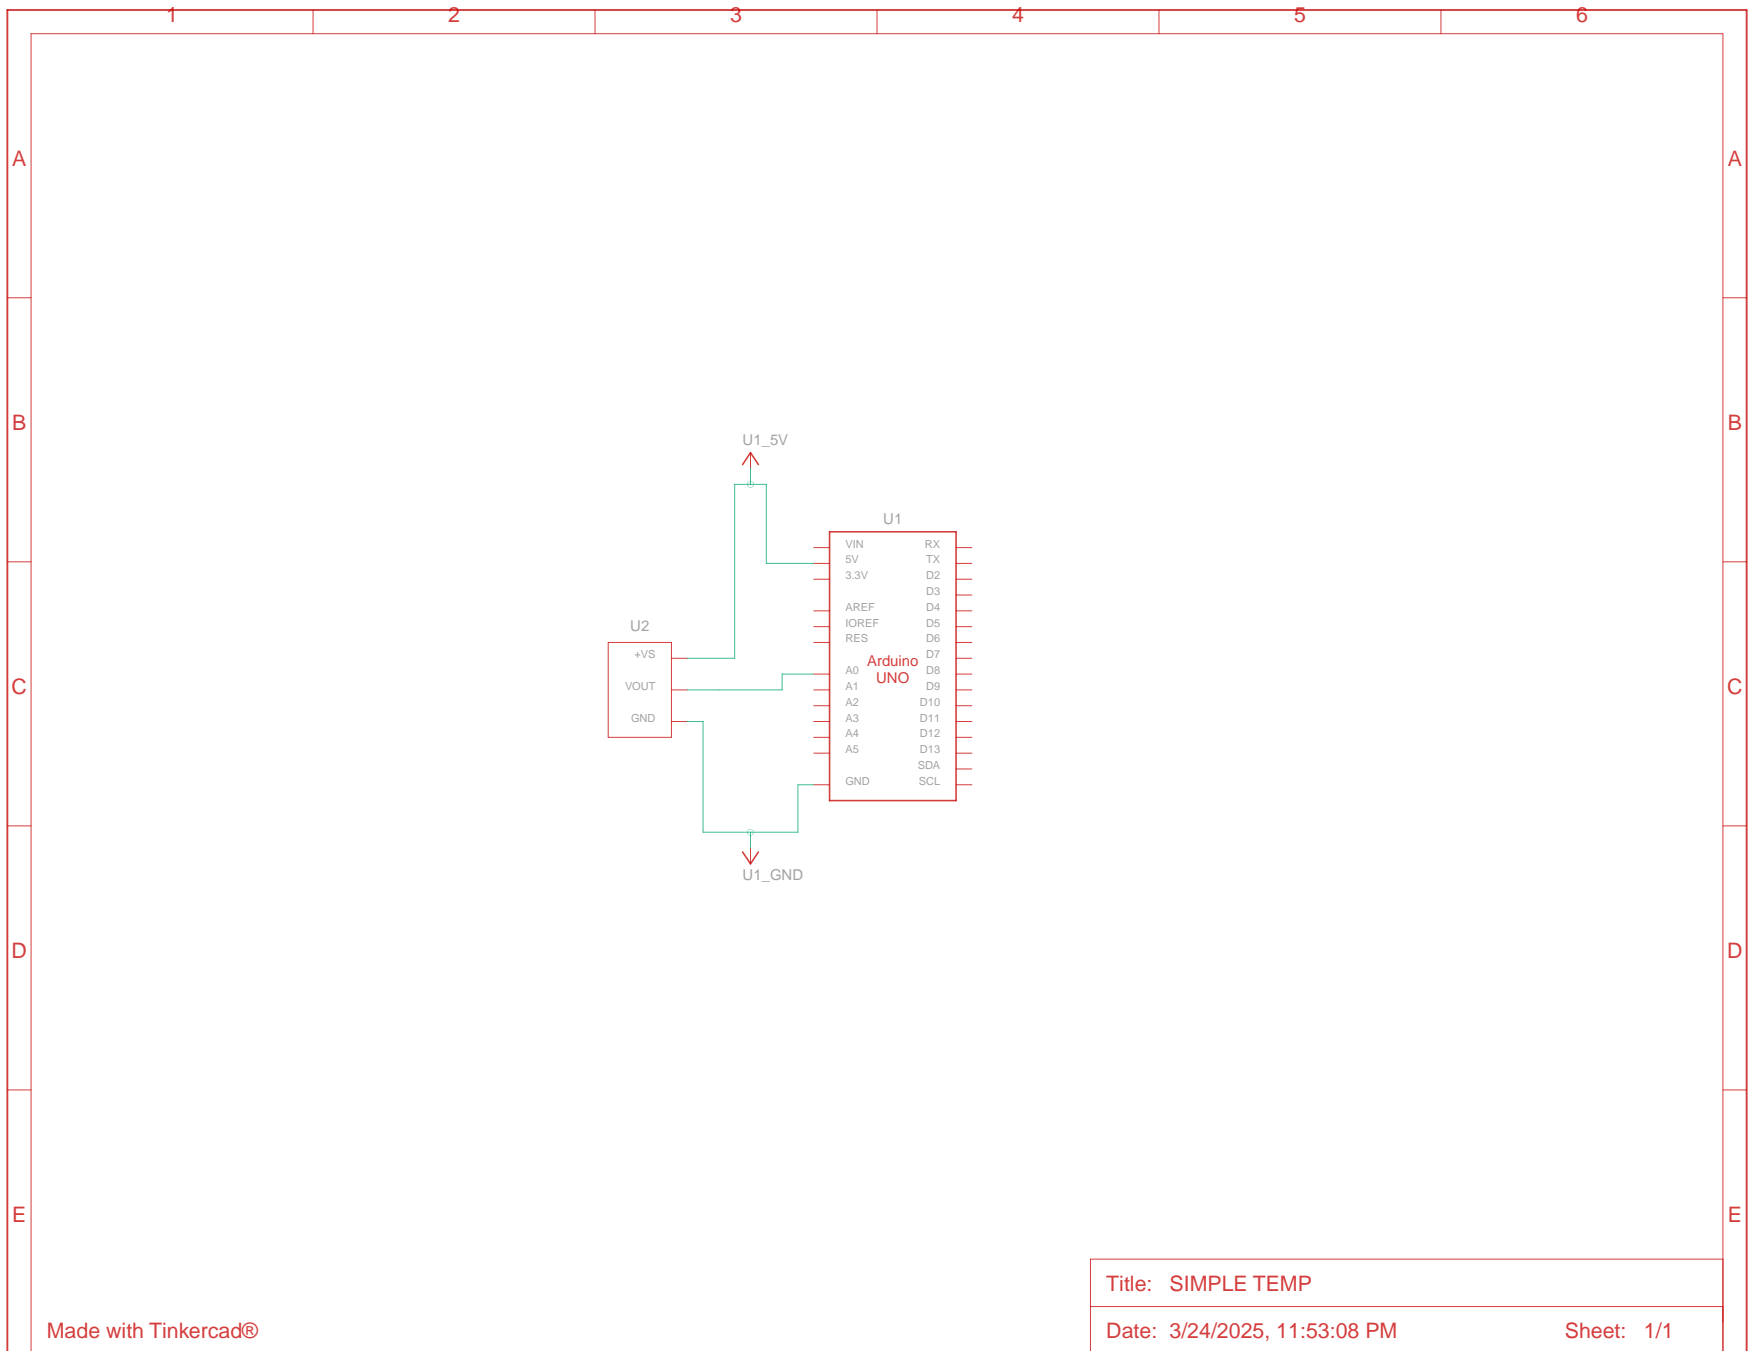 1 2 3 4 5 6
A A
B B
U1_5V
U1
VIN RX
5V TX
3.3V D2
D3
AREF D4
IOREF D5
U2
RES D6
+VS D7
Arduino
A0 D8
UNO
VOUT A1 D9
A2 D10
GND A3 D11
A4 D12
A5 D13
SDA
GND SCL
C C
U1_GND
D D
E E
Title: SIMPLE TEMP
Made with Tinkercad® Date: 3/24/2025, 11:53:08 PM Sheet: 1/1